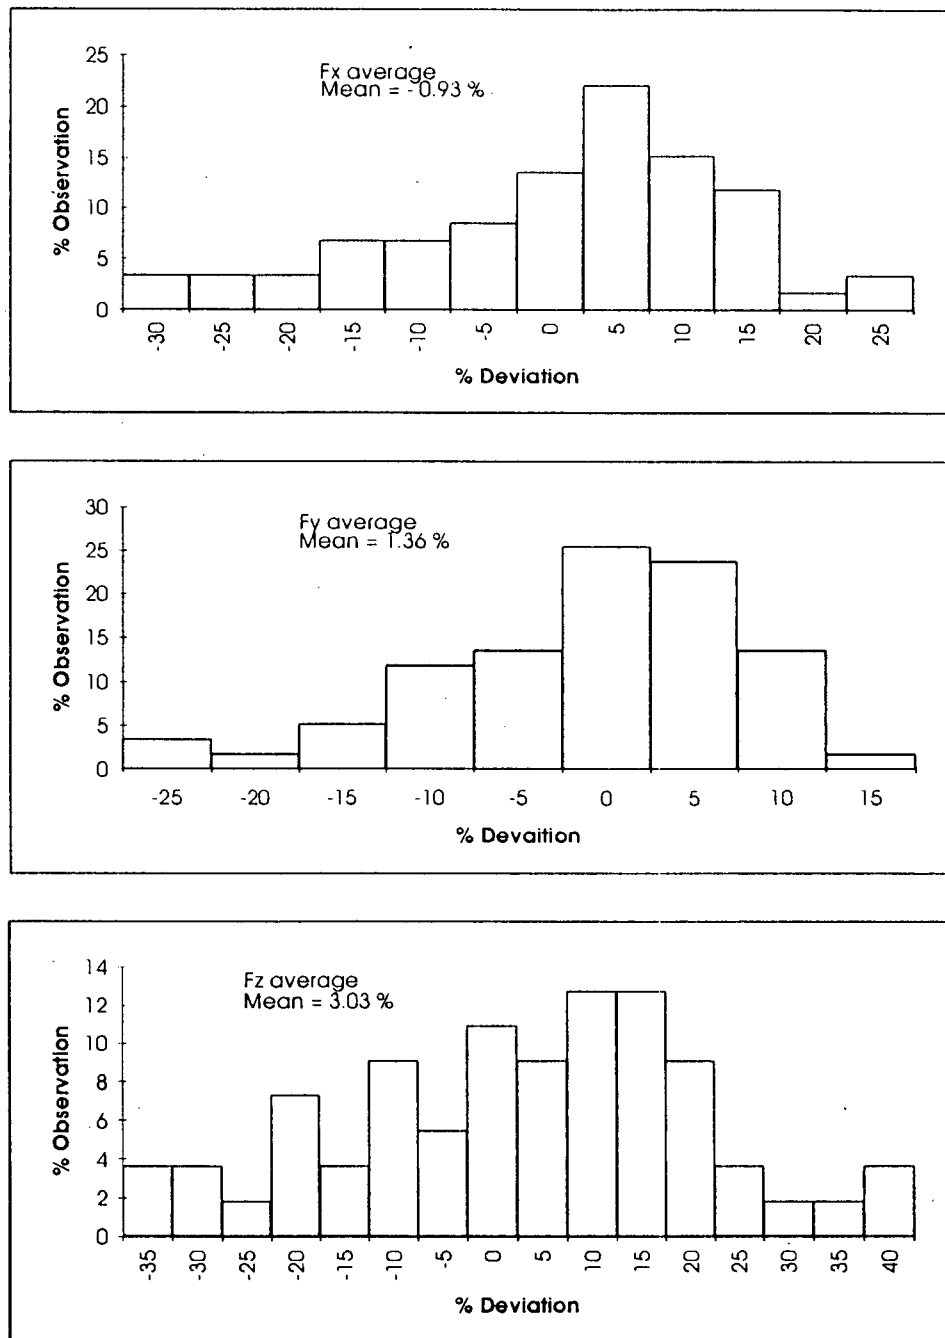 25
20
15
10
5
0
% Observation
Fx average
Mean = -0.93 %
-30 -25 -20 -15 -10 -5 0 5 10 15 20 25
% Deviation
30
25
20
15
10
5
0
% Observation
Fy average
Mean = 1.36 %
-25 -20 -15 -10 -5 0 5 10 15
% Devaition
14
12
10
8
6
4
2
0
% Observation
Fz average
Mean = 3.03 %
-35 -30 -25 -20 -15 -10 -5 0 5 10 15 20 25 30 35 40
% Deviation